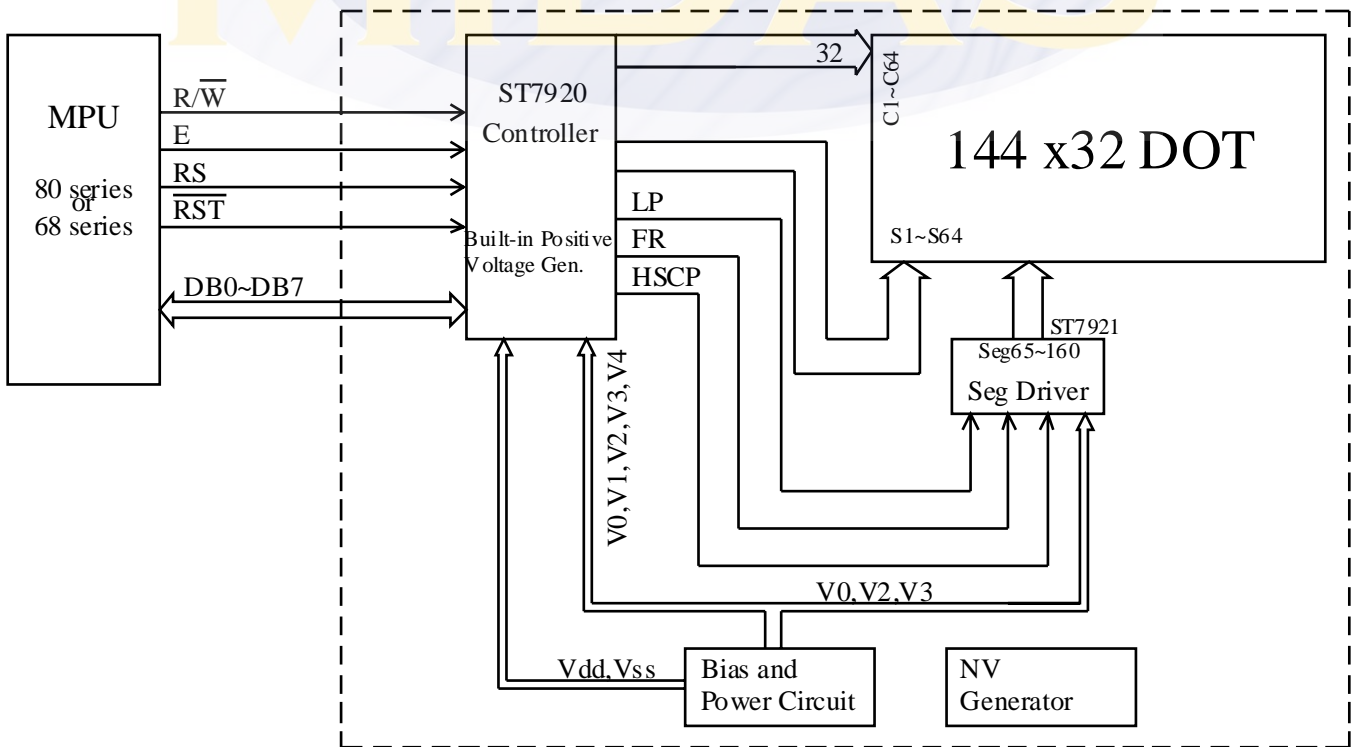 MIDAS
MPU
80 series
or
68 series
R/W̅
E
RS
R̅S̅T̅
DB0~DB7
ST7920
Controller
Built-in Positive
Voltage Gen.
32
C1~C64
144 x32 DOT
S1~S64
LP
FR
HSCP
ST7921
Seg65~160
Seg Driver
V0,V1,V2,V3,V4
V0,V2,V3
Vdd,Vss
Bias and
Power Circuit
NV
Generator